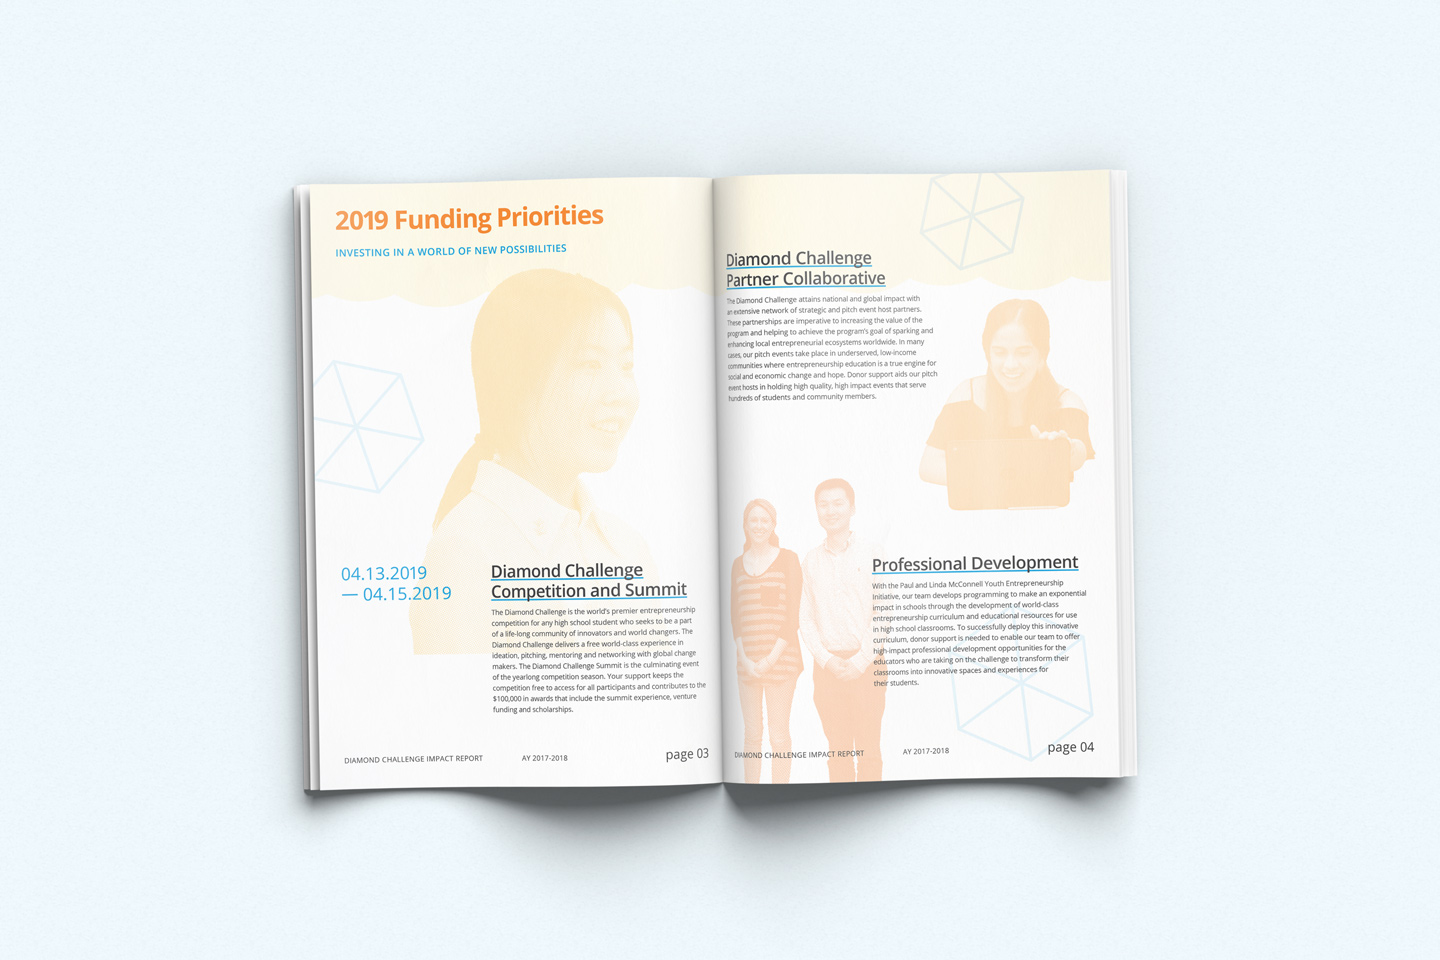 2019 Funding Priorities
INVESTING IN A WORLD OF NEW POSSIBILITIES
04.13.2019
— 04.15.2019
Diamond Challenge
Competition and Summit
The Diamond Challenge is the world's premier entrepreneurship
competition for any high school student who seeks to be a part
of a life-long community of innovators and world changers. The
Diamond Challenge delivers a free world-class experience in
ideation, pitching, mentoring and networking with global change
makers. The Diamond Challenge Summit is the culminating event
of the yearlong competition season. Your support keeps the
competition free to access for all participants and contributes to the
$100,000 in awards that include the summit experience, venture
funding and scholarships.
DIAMOND CHALLENGE IMPACT REPORT
AY 2017-2018
page 03
Diamond Challenge
Partner Collaborative
The Diamond Challenge attains national and global impact with
an extensive network of strategic and pitch event host partners.
These partnerships are imperative to increasing the value of the
program and helping to achieve the program's goal of sparking and
enhancing local entrepreneurial ecosystems worldwide. In many
cases, our pitch events take place in underserved, low-income
communities where entrepreneurship education is a true engine for
social and economic change and hope. Donor support aids our pitch
event hosts in holding high quality, high impact events that serve
hundreds of students and community members.
Professional Development
With the Paul and Linda McConnell Youth Entrepreneurship
Initiative, our team develops programming to make an exponential
impact in schools through the development of world-class
entrepreneurship curriculum and educational resources for use
in high school classrooms. To successfully deploy this innovative
curriculum, donor support is needed to enable our team to offer
high-impact professional development opportunities for the
educators who are taking on the challenge to transform their
classrooms into innovative spaces and experiences for
their students.
DIAMOND CHALLENGE IMPACT REPORT
AY 2017-2018
page 04